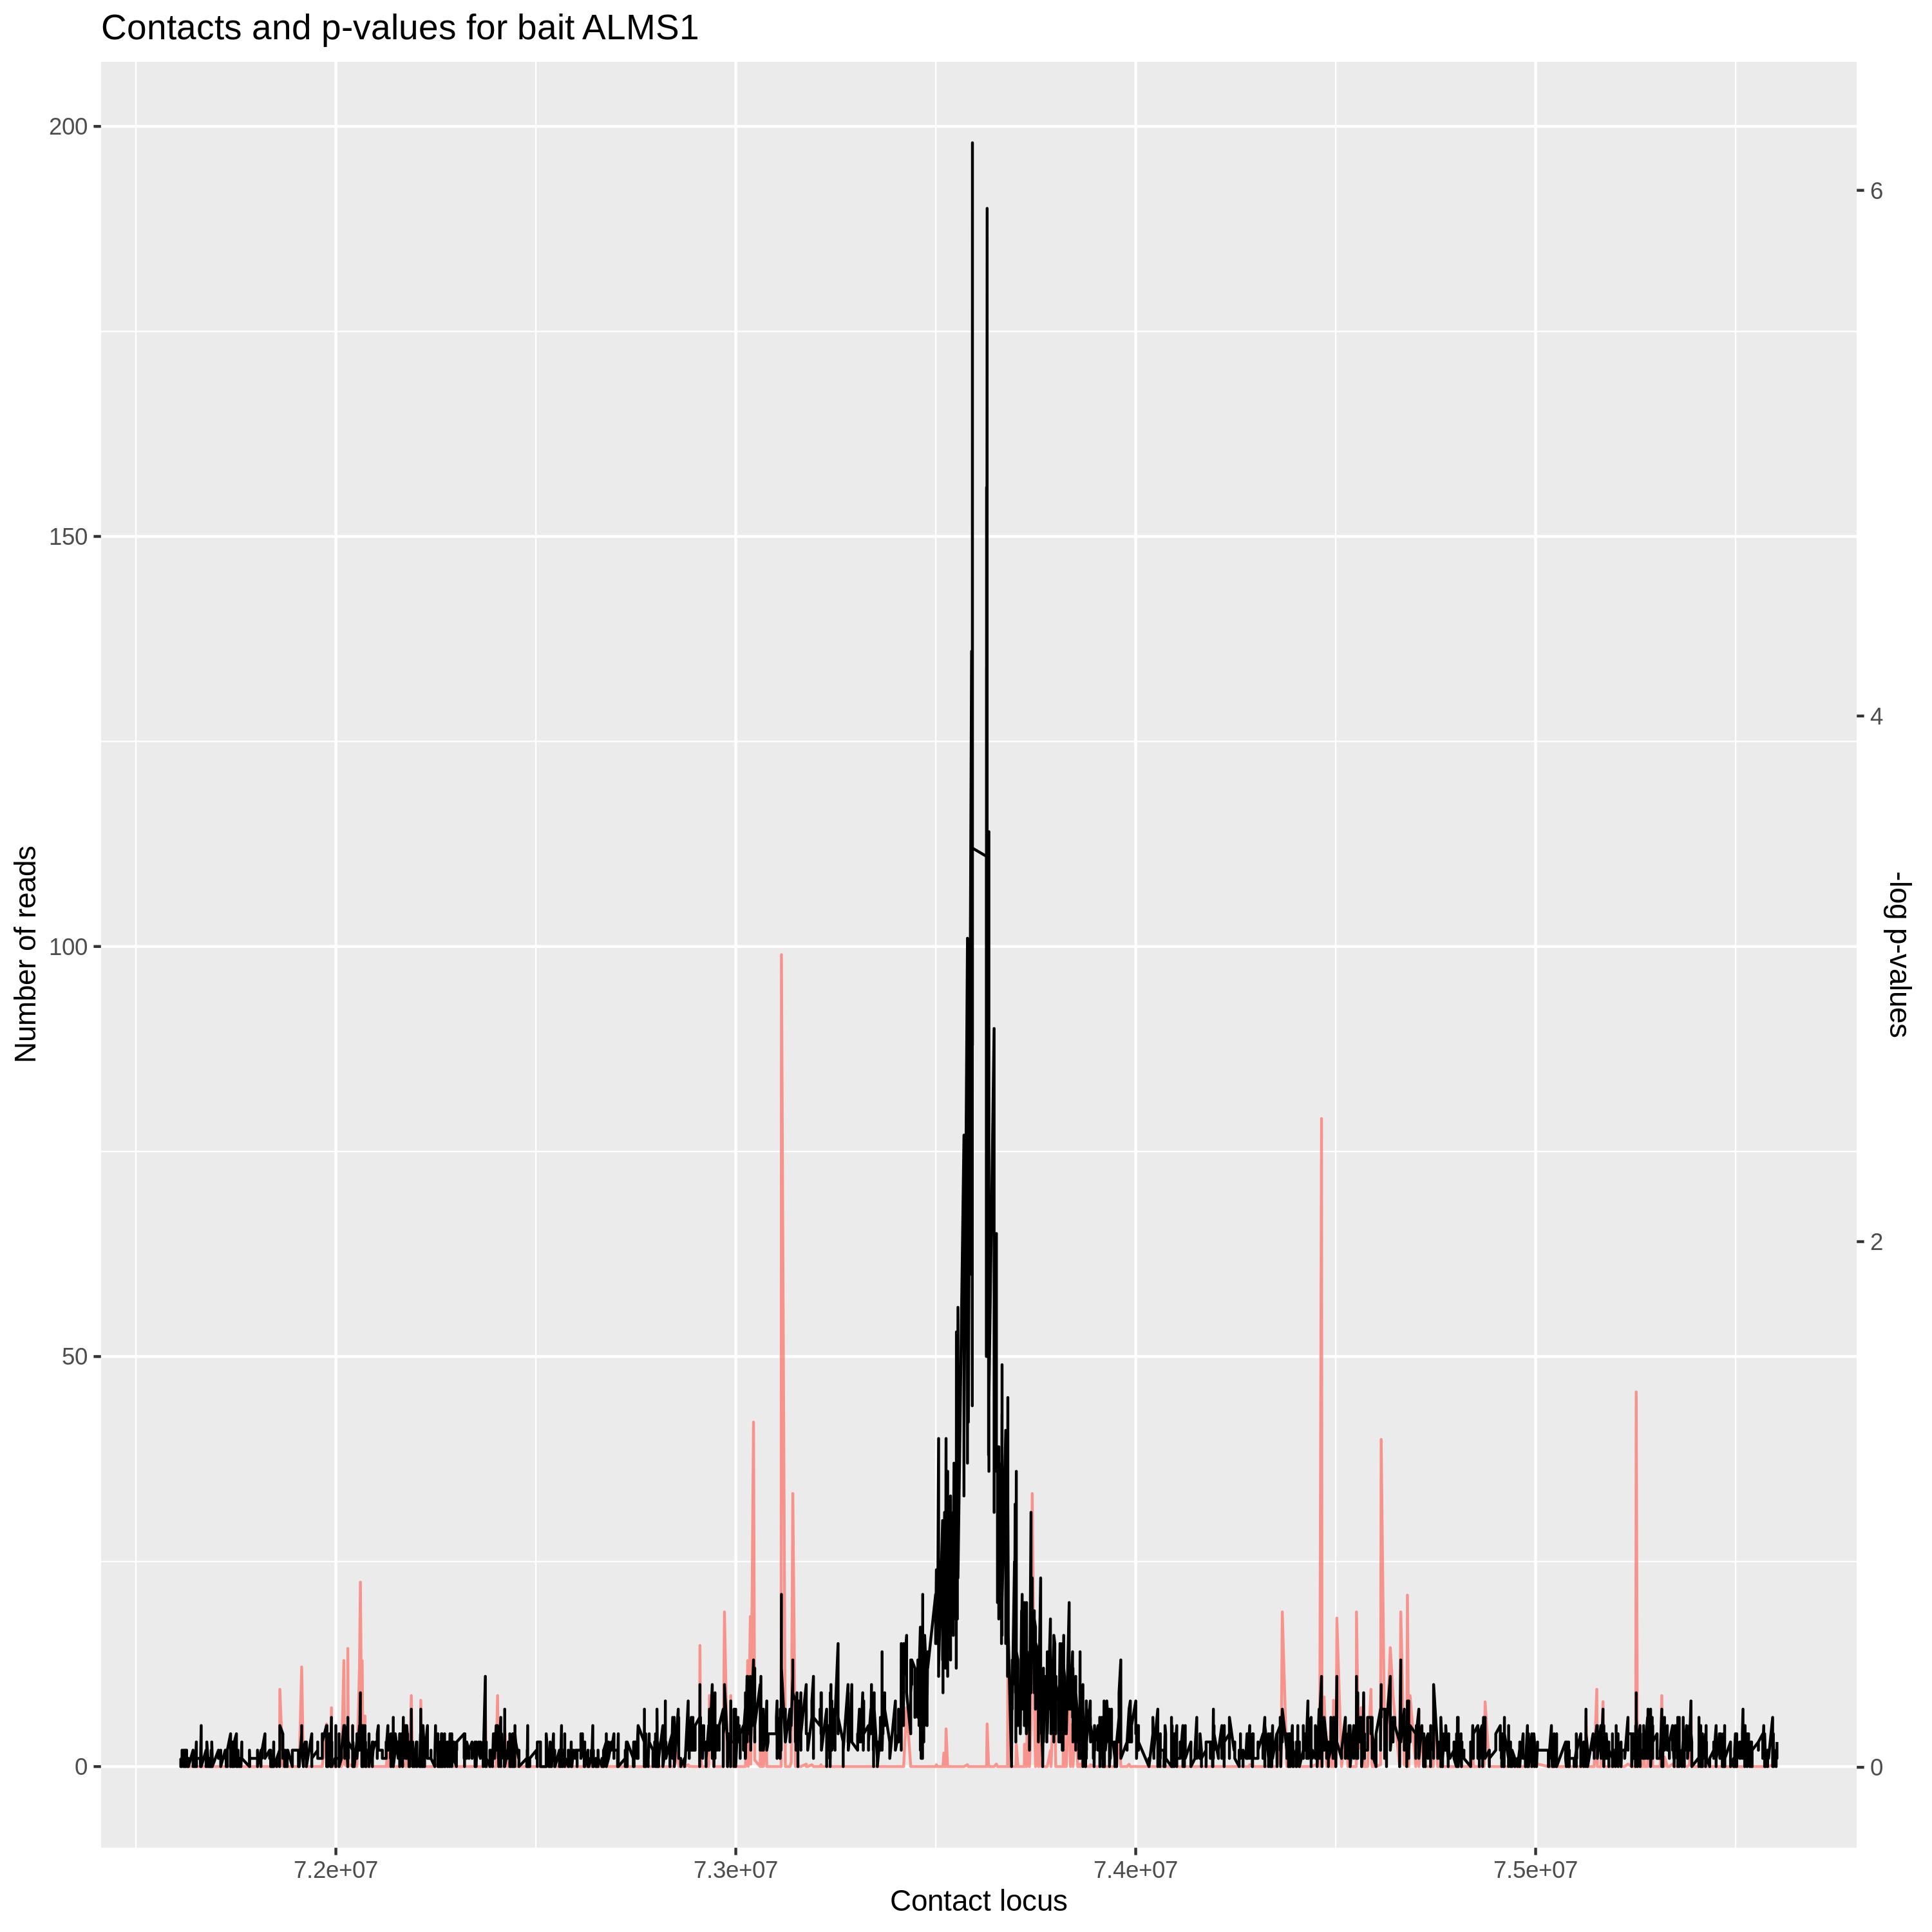 Contacts and p-values for bait ALMS1
200
150
100
50
0
Number of reads
6
4
2
0
-log p-values
7.2e+07
7.3e+07
7.4e+07
7.5e+07
Contact locus